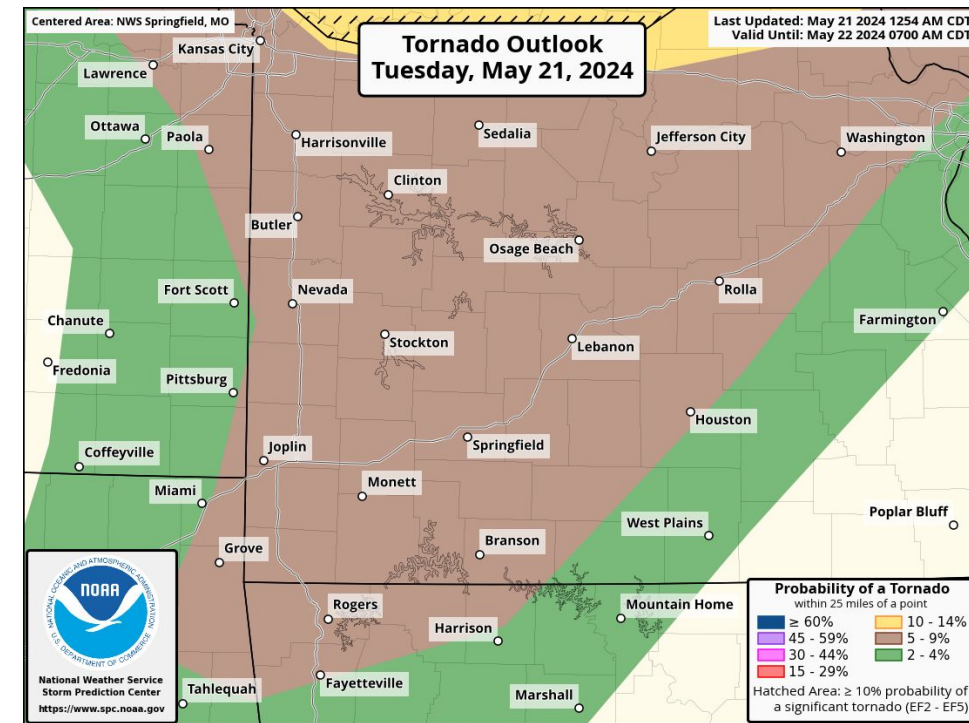 Centered Area: NWS Springfield, MO
Tornado Outlook
Tuesday, May 21, 2024
Last Updated: May 21 2024 1254 AM CDT
Valid Until: May 22 2024 0700 AM CDT
Kansas City
Lawrence
Ottawa
Paola
Harrisonville
Sedalia
Jefferson City
Washington
Clinton
Butler
Osage Beach
Fort Scott
Nevada
Rolla
Chanute
Farmington
Stockton
Lebanon
Fredonia
Pittsburg
Houston
Coffeyville
Joplin
Springfield
Miami
Monett
Poplar Bluff
West Plains
Grove
Branson
Rogers
Mountain Home
Harrison
Tahlequah
Fayetteville
Marshall
NATIONAL OCEANIC AND ATMOSPHERIC ADMINISTRATION
NOAA
U.S. DEPARTMENT OF COMMERCE
National Weather Service
Storm Prediction Center
https://www.spc.noaa.gov
Probability of a Tornado
within 25 miles of a point
≥ 60%
45 - 59%
30 - 44%
15 - 29%
10 - 14%
5 - 9%
2 - 4%
Hatched Area: ≥ 10% probability of
a significant tornado (EF2 - EF5)